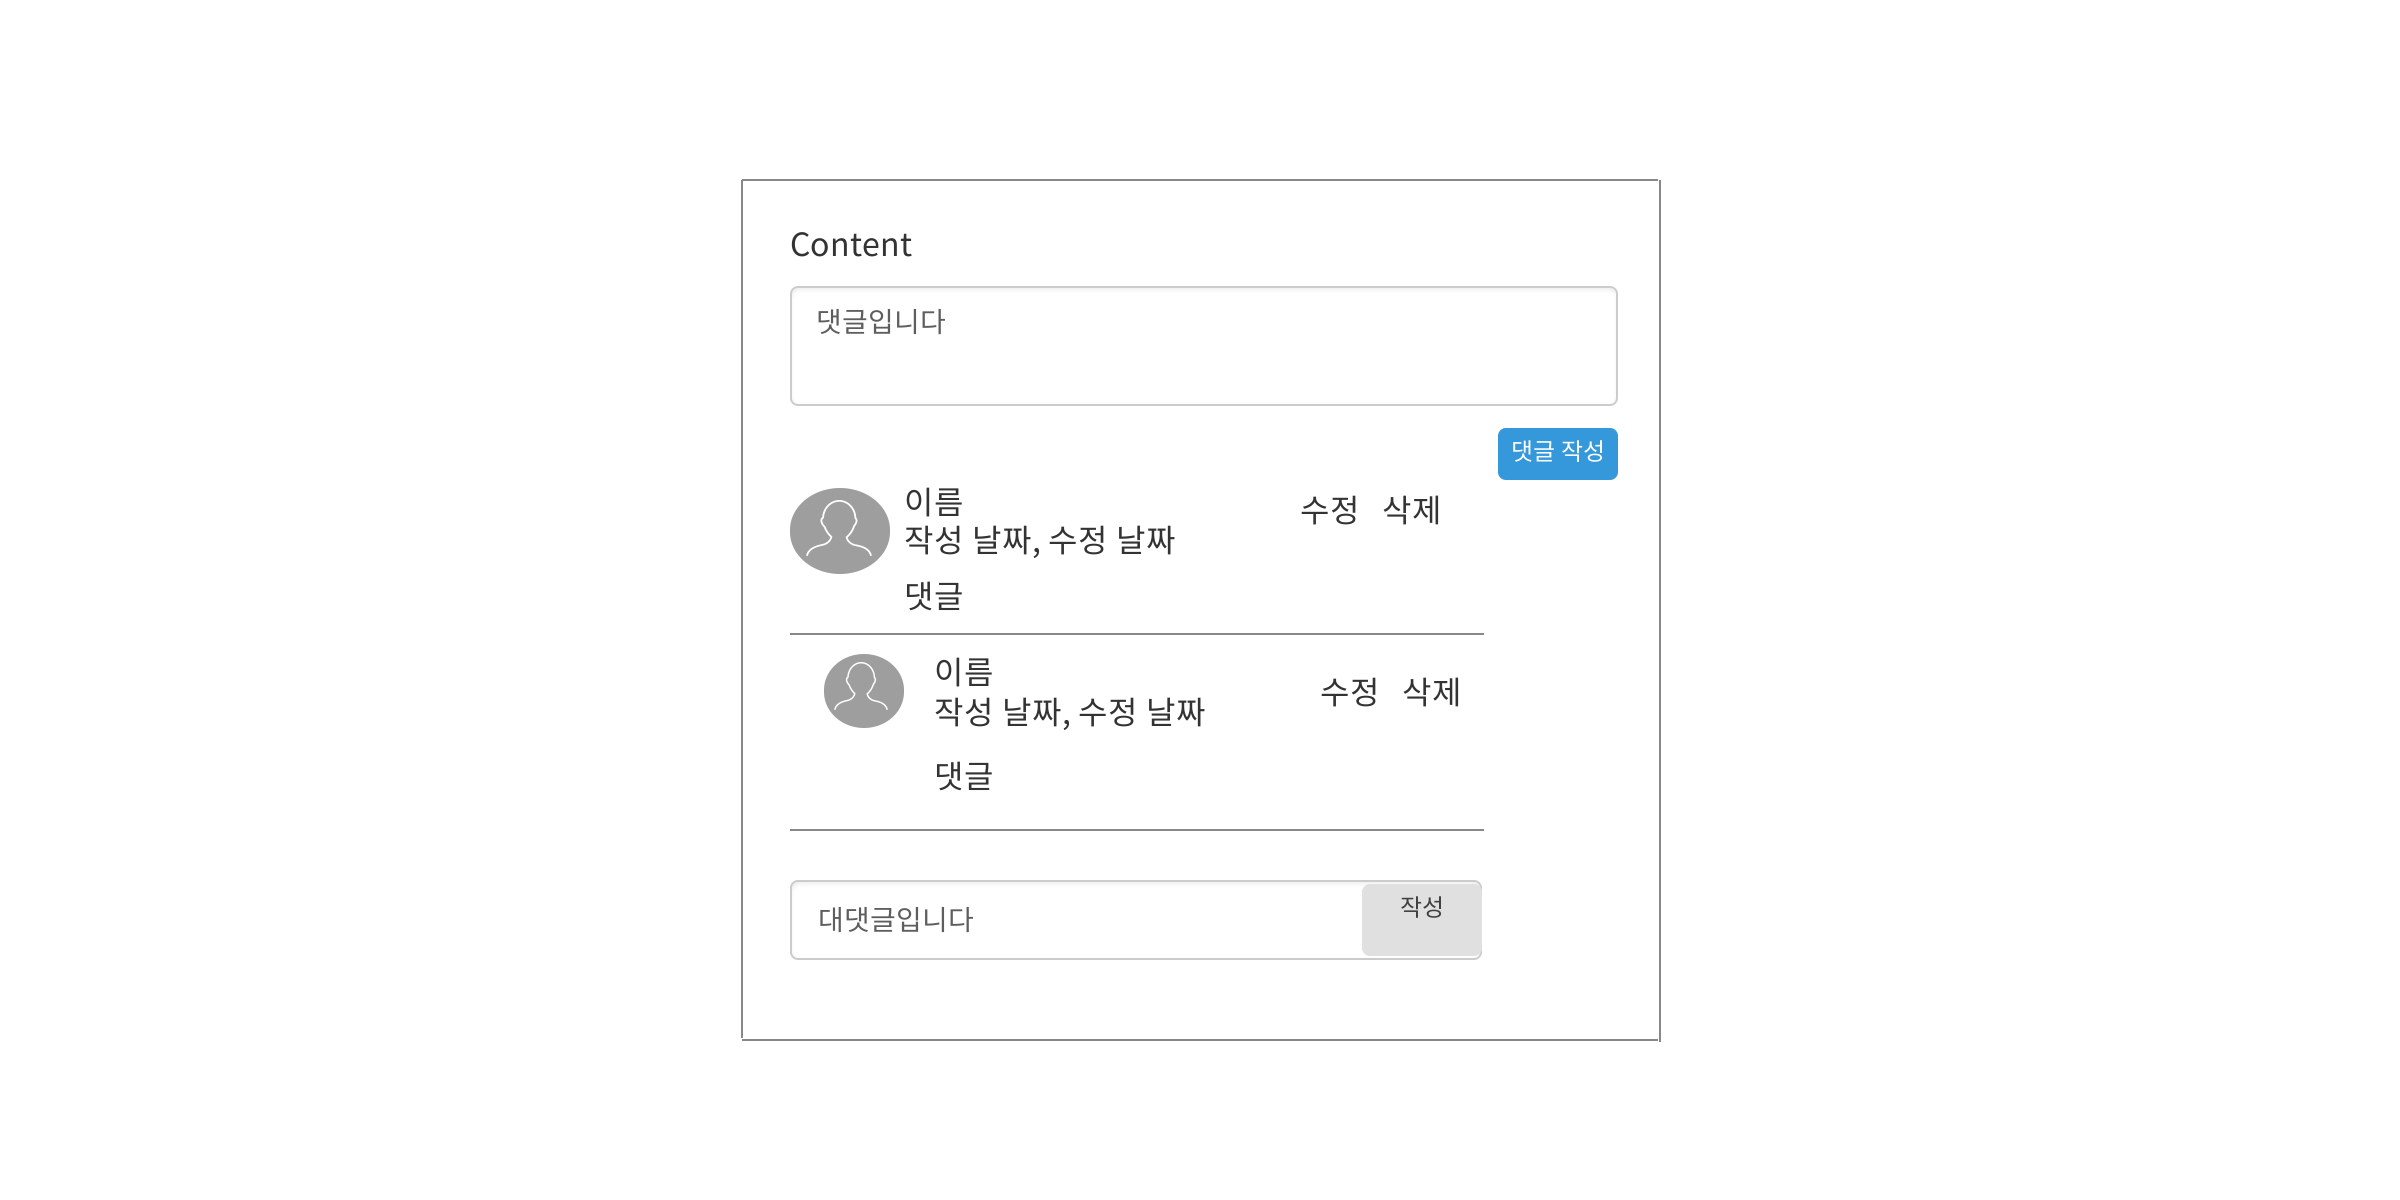 Content
댓글입니다
댓글 작성
이름
수정 삭제
작성 날짜, 수정 날짜
댓글
이름
수정 삭제
작성 날짜, 수정 날짜
댓글
대댓글입니다
작성